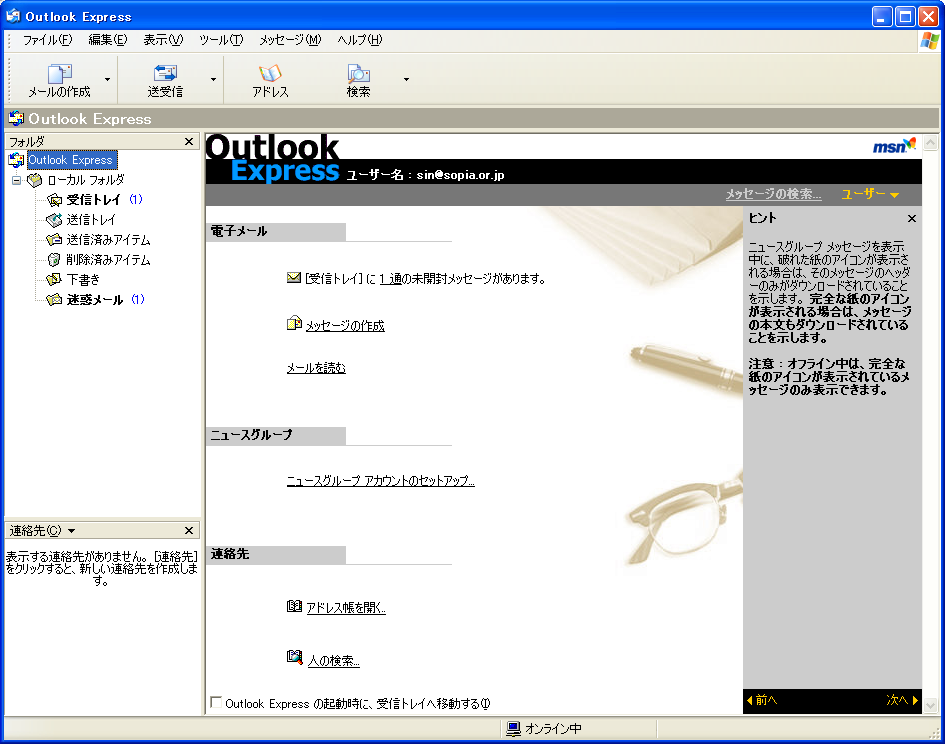 Outlook Express
ファイル(F) 編集(E) 表示(V) ツール(T) メッセージ(M) ヘルプ(H)
メールの作成 送受信 アドレス 検索
Outlook Express
フォルダ
Outlook Express
ローカル フォルダ
受信トレイ (1)
送信トレイ
送信済みアイテム
削除済みアイテム
下書き
迷惑メール (1)
連絡先(C)
表示する連絡先がありません。[連絡先]
をクリックすると、新しい連絡先を作成しま
す。
Outlook
Express ユーザー名 : sin@sopia.or.jp
msn
メッセージの検索... ユーザー
電子メール
[受信トレイ] に 1 通の未開封メッセージがあります。
メッセージの作成
メールを読む
ニュースグループ
ニュースグループ アカウントのセットアップ...
連絡先
アドレス帳を開く...
人の検索...
Outlook Express の起動時に、受信トレイへ移動する(I)
ヒント
ニュースグループ メッセージを表示
中に、破れた紙のアイコンが表示さ
れる場合は、そのメッセージのヘッダ
ーのみがダウンロードされていること
を示します。完全な紙のアイコン
が表示される場合は、メッセージ
の本文もダウンロードされている
ことを示します。
注意 : オフライン中は、完全な
紙のアイコンが表示されているメ
ッセージのみ表示できます。
前へ 次へ
オンライン中